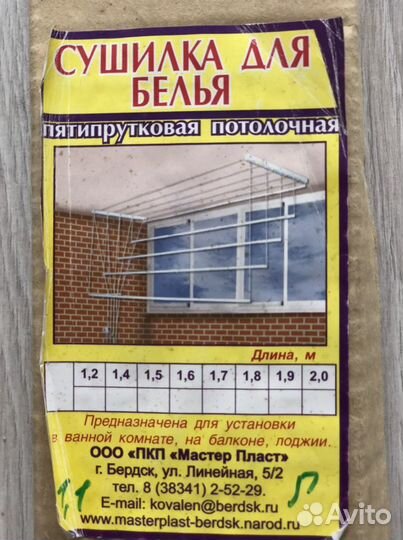 СУШИЛКА ДЛЯ
БЕЛЬЯ
пятипрутковая потолочная
Длина, м
1,2 1,4 1,5 1,6 1,7 1,8 1,9 2,0
Предназначена для установки
в ванной комнате, на балконе, лоджии.
ООО «ПКП «Мастер Пласт»
г. Бердск, ул. Линейная, 5/2
тел. 8 (38341) 2-52-29.
E-mail: kovalen@berdsk.ru
www.masterplast-berdsk.narod.ru
1,1
Л
Avito